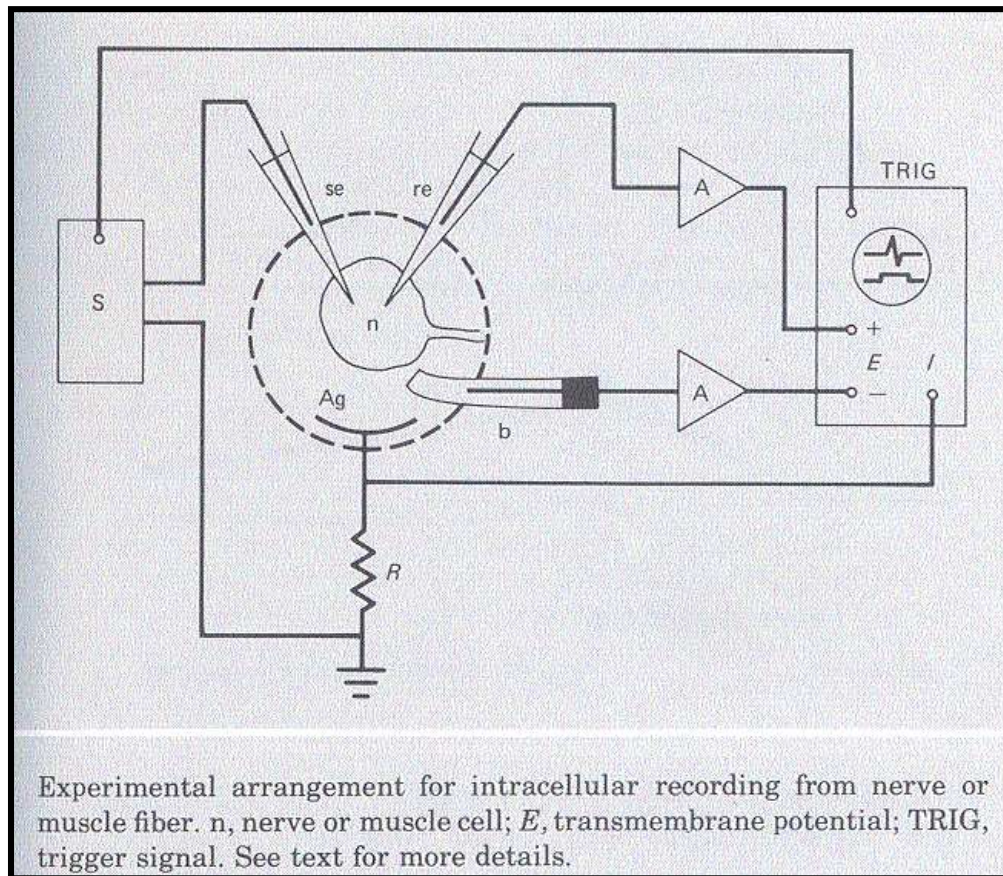 TRIG
A
se
re
S
n
+
E
I
Ag
A
−
b
R
Experimental arrangement for intracellular recording from nerve or
muscle fiber. n, nerve or muscle cell; E, transmembrane potential; TRIG,
trigger signal. See text for more details.